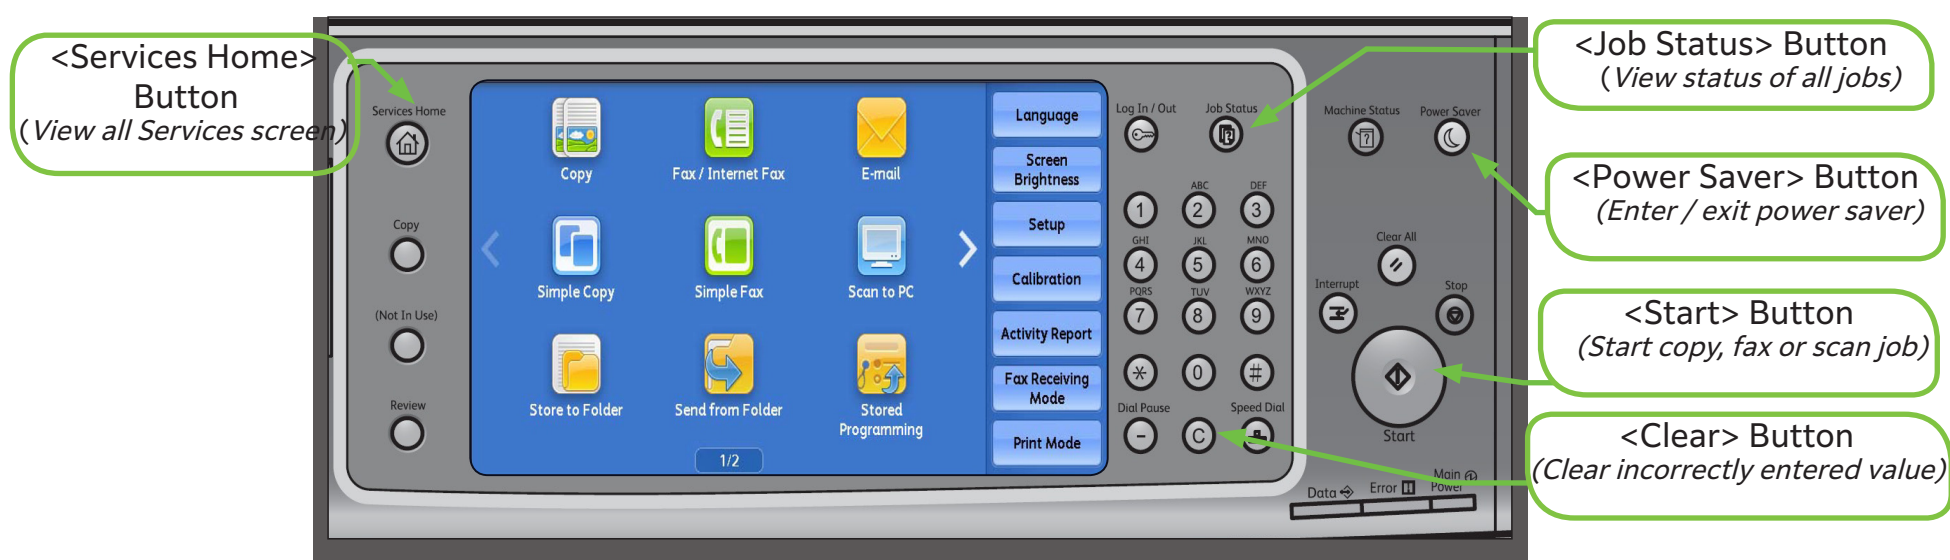 <Services Home>
Button
(View all Services screen)
Services Home
Copy
(Not In Use)
Review
Copy
Fax / Internet Fax
E-mail
Simple Copy
Simple Fax
Scan to PC
Store to Folder
Send from Folder
Stored
Programming
1/2
Language
Screen
Brightness
Setup
Calibration
Activity Report
Fax Receiving
Mode
Print Mode
Log In / Out
Job Status
ABC
DEF
1
2
3
GHI
JKL
MNO
4
5
6
PQRS
TUV
WXYZ
7
8
9
*
0
#
Dial Pause
Speed Dial
-
C
Machine Status
Power Saver
Clear All
Interrupt
Stop
Start
Data
Error
Main
Power
<Job Status> Button
(View status of all jobs)
<Power Saver> Button
(Enter / exit power saver)
<Start> Button
(Start copy, fax or scan job)
<Clear> Button
(Clear incorrectly entered value)